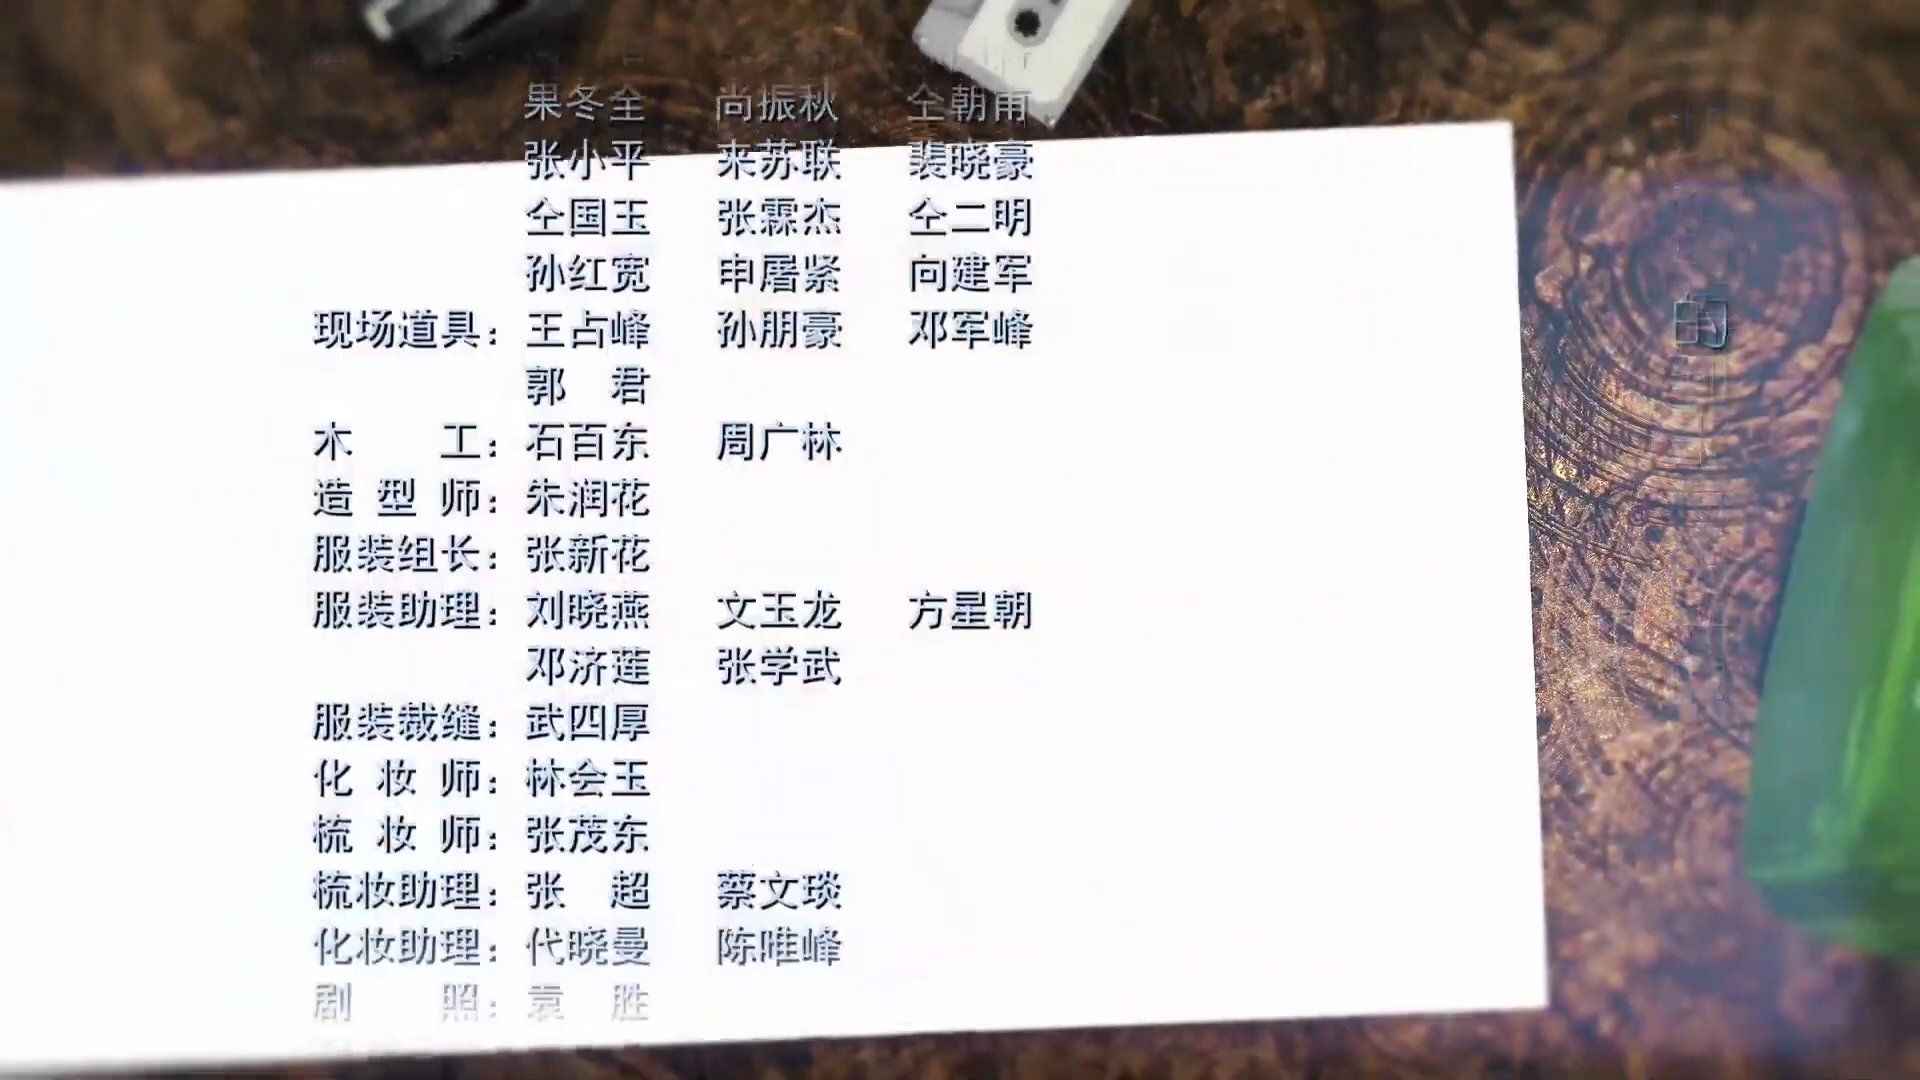 果冬全 尚振秋 仝朝甫
张小平 来苏联 裴晓豪
仝国玉 张霖杰 仝二明
孙红宽 申屠紧 向建军
现场道具：王占峰 孙朋豪 邓军峰
郭 君
木 工：石百东 周广林
造 型 师：朱润花
服装组长：张新花
服装助理：刘晓燕 文玉龙 方星朝
邓济莲 张学武
服装裁缝：武四厚
化 妆 师：林会玉
梳 妆 师：张茂东
梳妆助理：张 超 蔡文琰
化妆助理：代晓曼 陈唯峰
剧 照：袁 胜